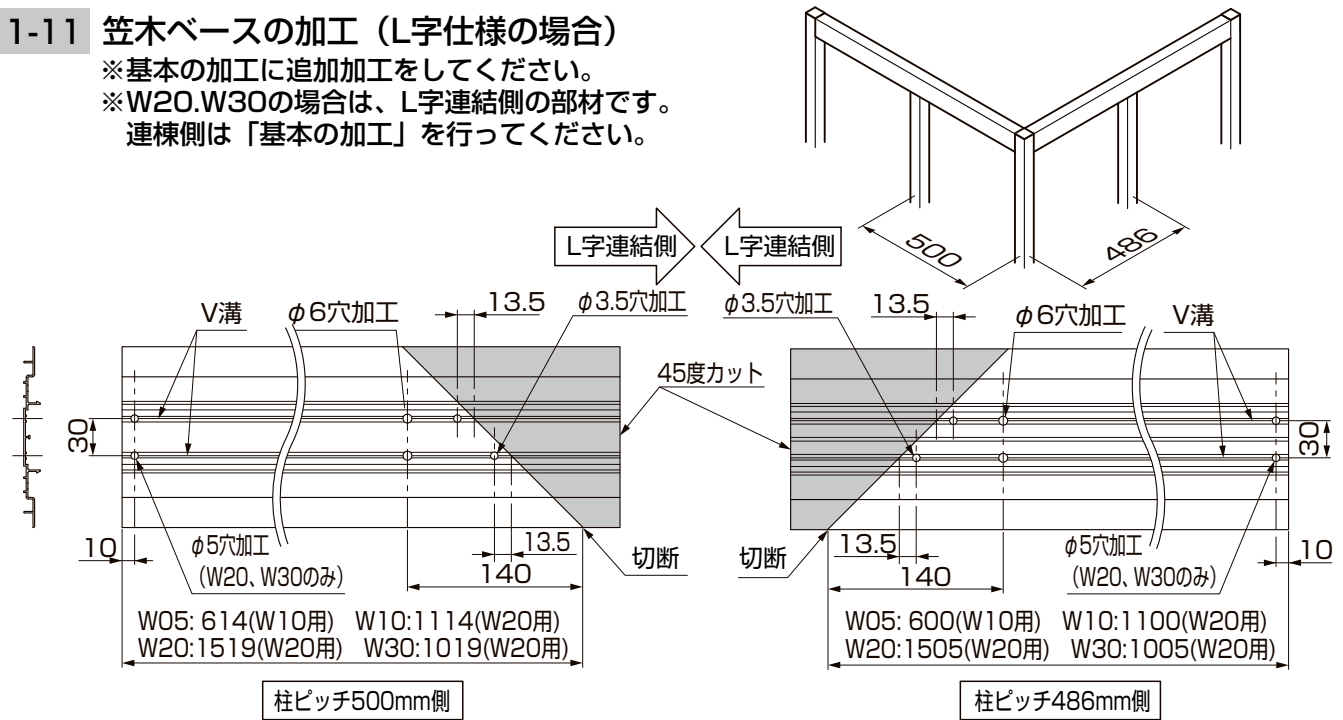 1-11 笠木ベースの加工（L字仕様の場合）
※基本の加工に追加加工をしてください。
※W20.W30の場合は、L字連結側の部材です。
連棟側は「基本の加工」を行ってください。
500
486
L字連結側
L字連結側
V溝
φ6穴加工
13.5
φ3.5穴加工
φ3.5穴加工
13.5
φ6穴加工
V溝
45度カット
30
30
10
φ5穴加工
(W20、W30のみ)
13.5
140
切断
切断
13.5
140
φ5穴加工
(W20、W30のみ)
10
W05: 614(W10用) W10:1114(W20用)
W20:1519(W20用) W30:1019(W20用)
W05: 600(W10用) W10:1100(W20用)
W20:1505(W20用) W30:1005(W20用)
柱ピッチ500mm側
柱ピッチ486mm側